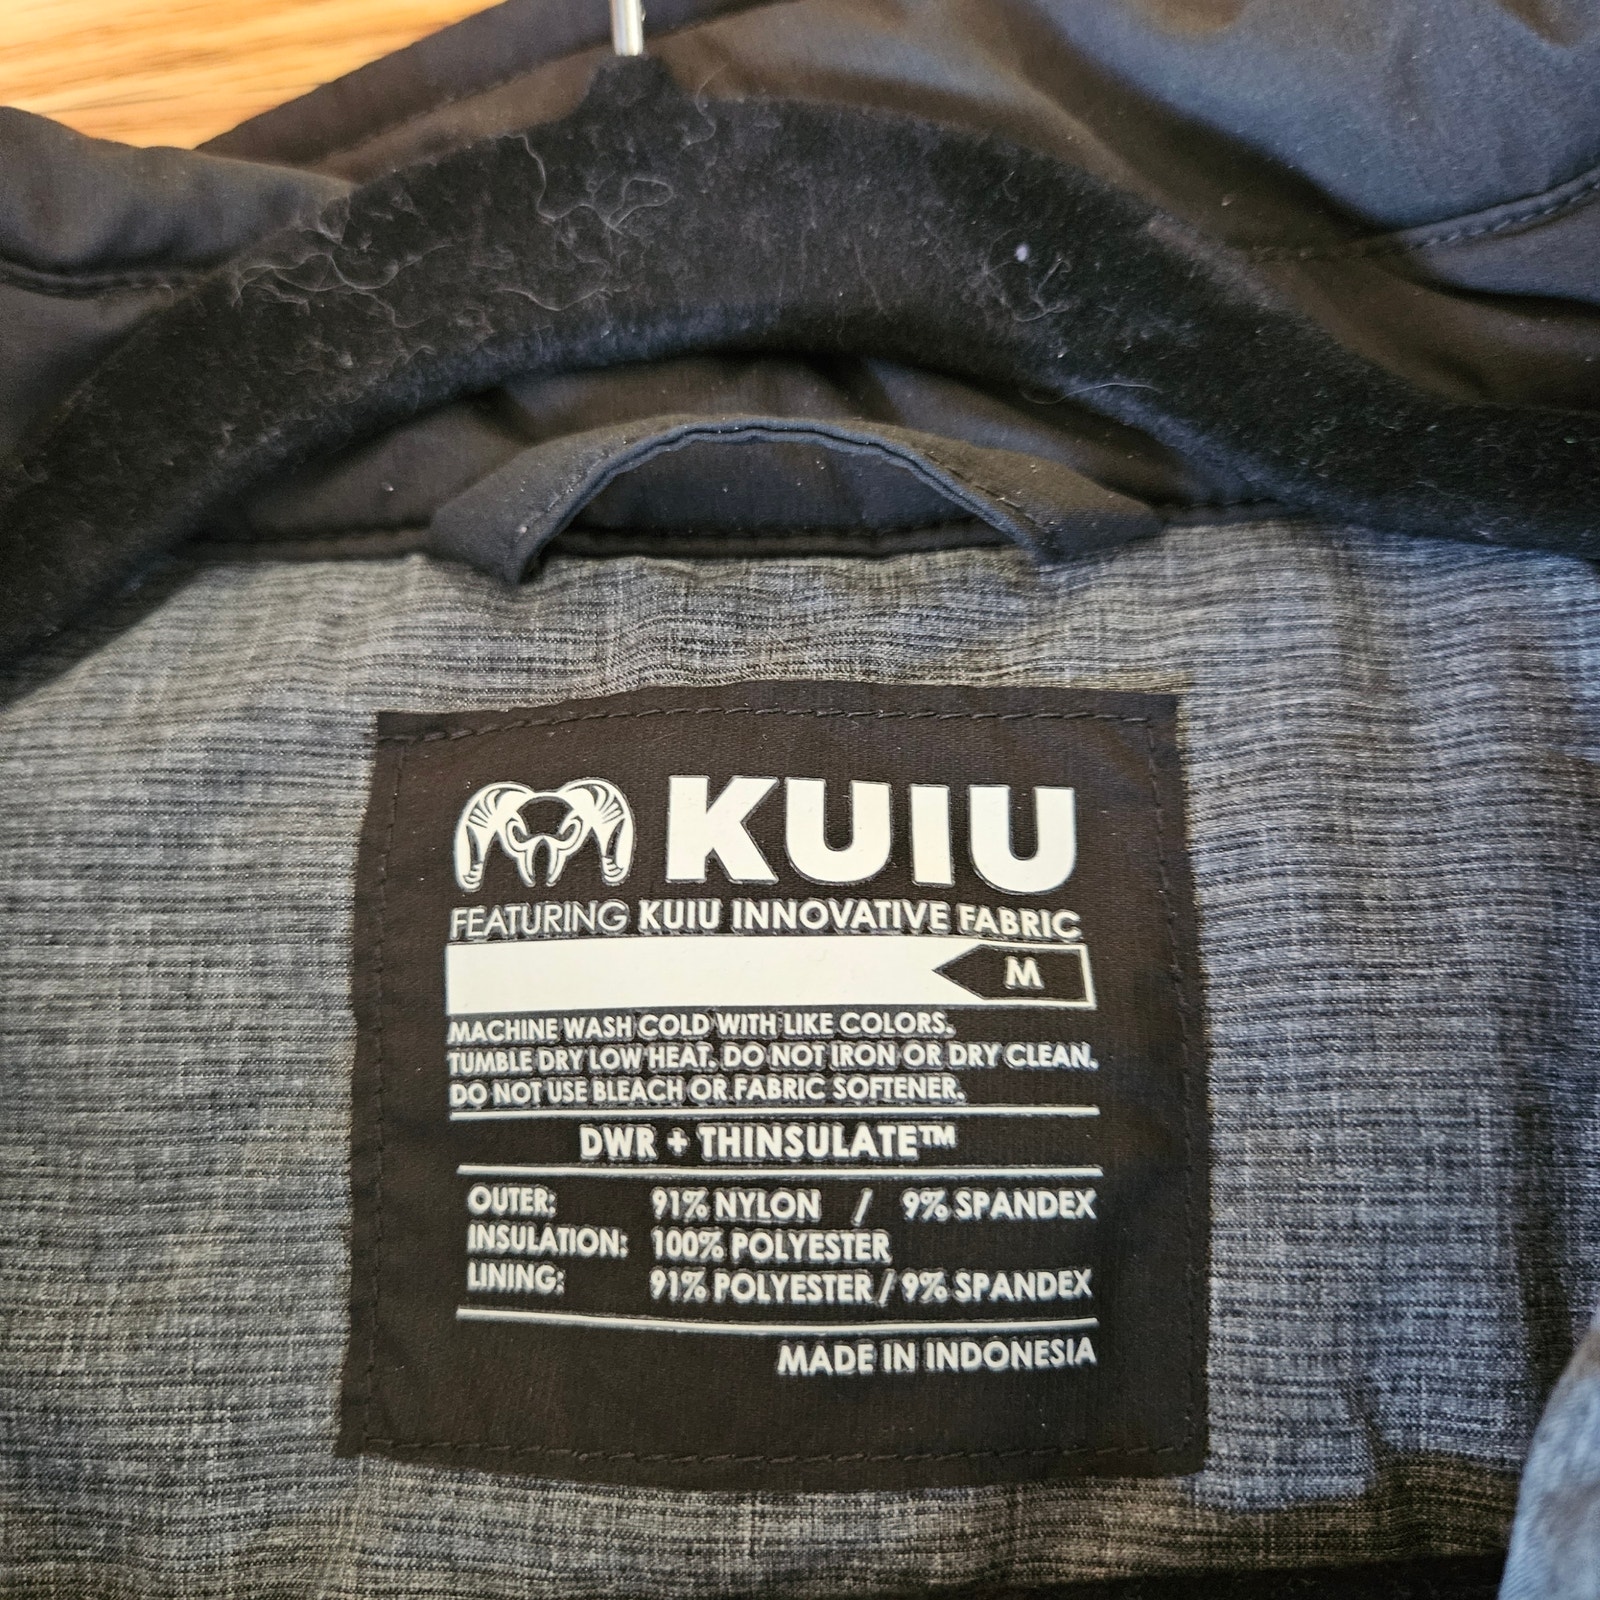 KUIU
FEATURING KUIU INNOVATIVE FABRIC
M
MACHINE WASH COLD WITH LIKE COLORS.
TUMBLE DRY LOW HEAT. DO NOT IRON OR DRY CLEAN.
DO NOT USE BLEACH OR FABRIC SOFTENER.
DWR + THINSULATE™
OUTER: 91% NYLON / 9% SPANDEX
INSULATION: 100% POLYESTER
LINING: 91% POLYESTER / 9% SPANDEX
MADE IN INDONESIA